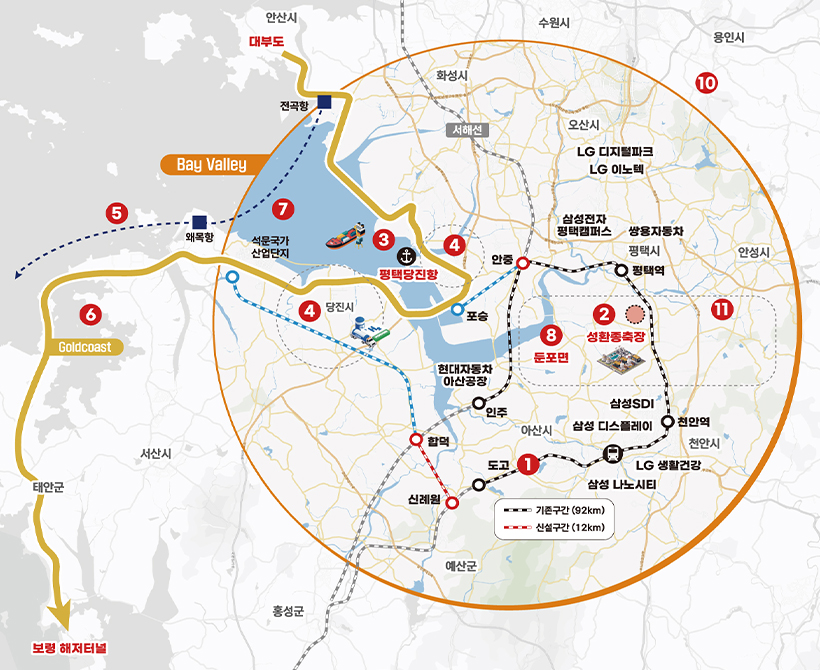 안산시
대부도
수원시
용인시
화성시
10
전곡항
서해선
오산시
LG 디지털파크
LG 이노텍
Bay Valley
5
7
삼성전자
평택캠퍼스
쌍용자동차
왜목항
석문국가
산업단지
3
4
평택시
안성시
평택당진항
안중
평택역
6
4
당진시
포승
2
11
성환종축장
8
둔포면
Goldcoast
현대자동차
아산공장
인주
삼성SDI
삼성 디스플레이
천안역
합덕
아산시
천안시
서산시
도고
1
LG 생활건강
삼성 나노시티
태안군
신례원
기존구간 (92km)
신설구간 (12km)
예산군
홍성군
보령 해저터널